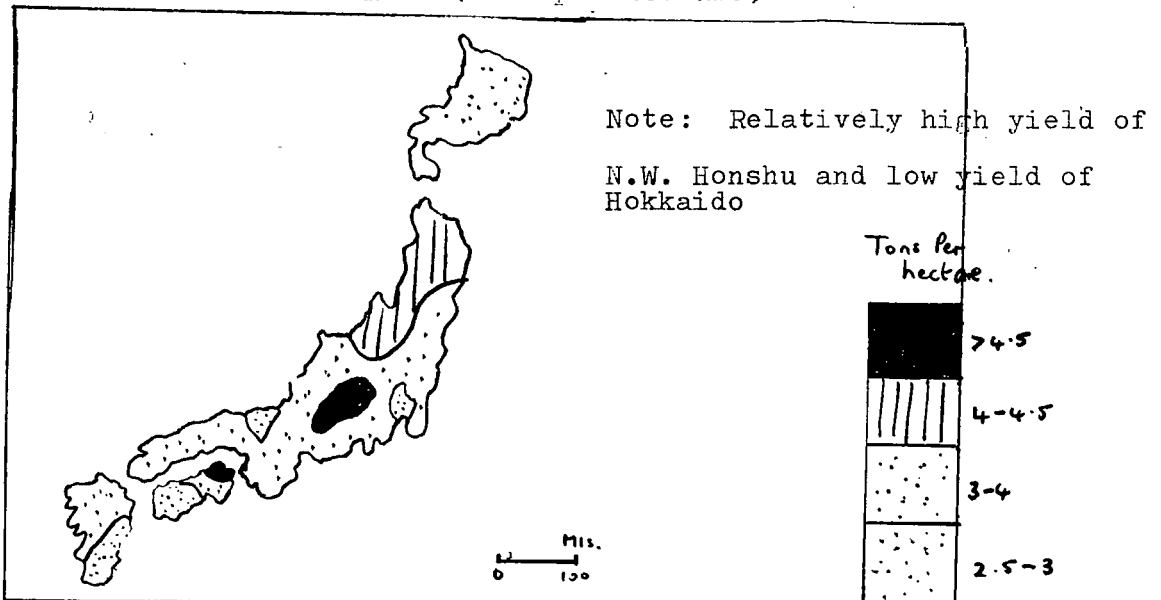 Note: Relatively high yield of
N.W. Honshu and low yield of
Hokkaido
Tons Per
hectare.
>4.5
4-4.5
3-4
2.5-3
Mls.
0 100